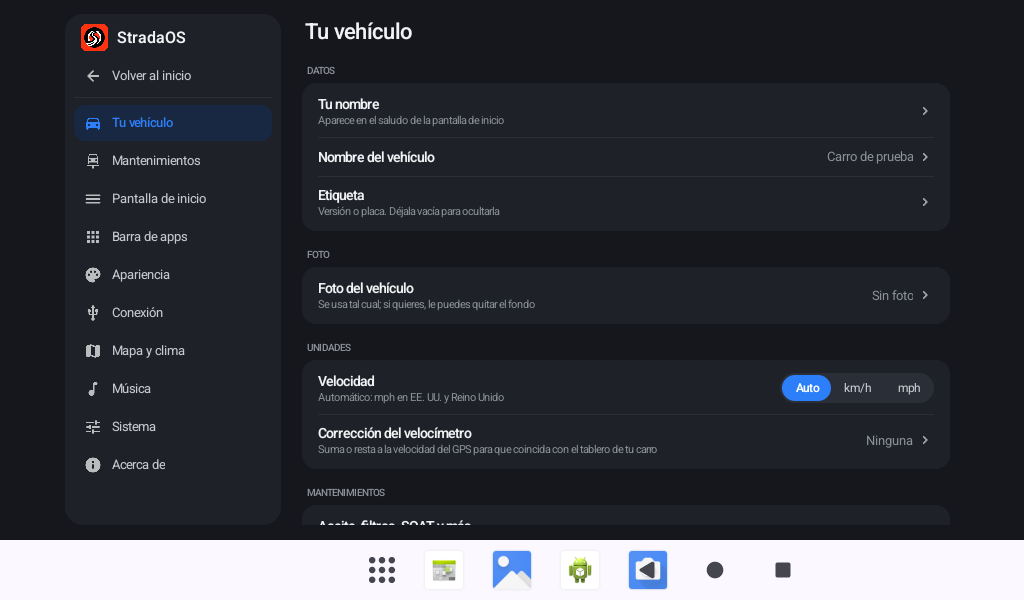 StradaOS
Volver al inicio
Tu vehículo
Mantenimientos
Pantalla de inicio
Barra de apps
Apariencia
Conexión
Mapa y clima
Música
Sistema
Acerca de
Tu vehículo
DATOS
Tu nombre
Aparece en el saludo de la pantalla de inicio
Nombre del vehículo
Carro de prueba
Etiqueta
Versión o placa. Déjala vacía para ocultarla
FOTO
Foto del vehículo
Se usa tal cual; si quieres, le puedes quitar el fondo
Sin foto
UNIDADES
Velocidad
Automático: mph en EE. UU. y Reino Unido
Auto km/h mph
Corrección del velocímetro
Suma o resta a la velocidad del GPS para que coincida con el tablero de tu carro
Ninguna
MANTENIMIENTOS
Aceite, filtros, SOAT y más